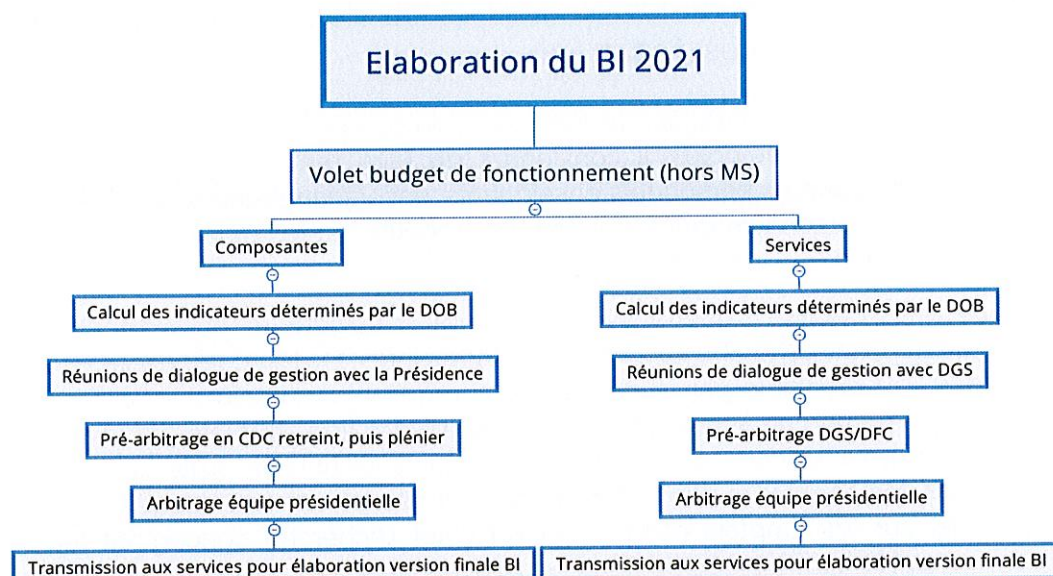 Elaboration du BI 2021
Volet budget de fonctionnement (hors MS)
Composantes
Calcul des indicateurs déterminés par le DOB
Réunions de dialogue de gestion avec la Présidence
Pré-arbitrage en CDC retreint, puis plénier
Arbitrage équipe présidentielle
Transmission aux services pour élaboration version finale BI
Services
Calcul des indicateurs déterminés par le DOB
Réunions de dialogue de gestion avec DGS
Pré-arbitrage DGS/DFC
Arbitrage équipe présidentielle
Transmission aux services pour élaboration version finale BI